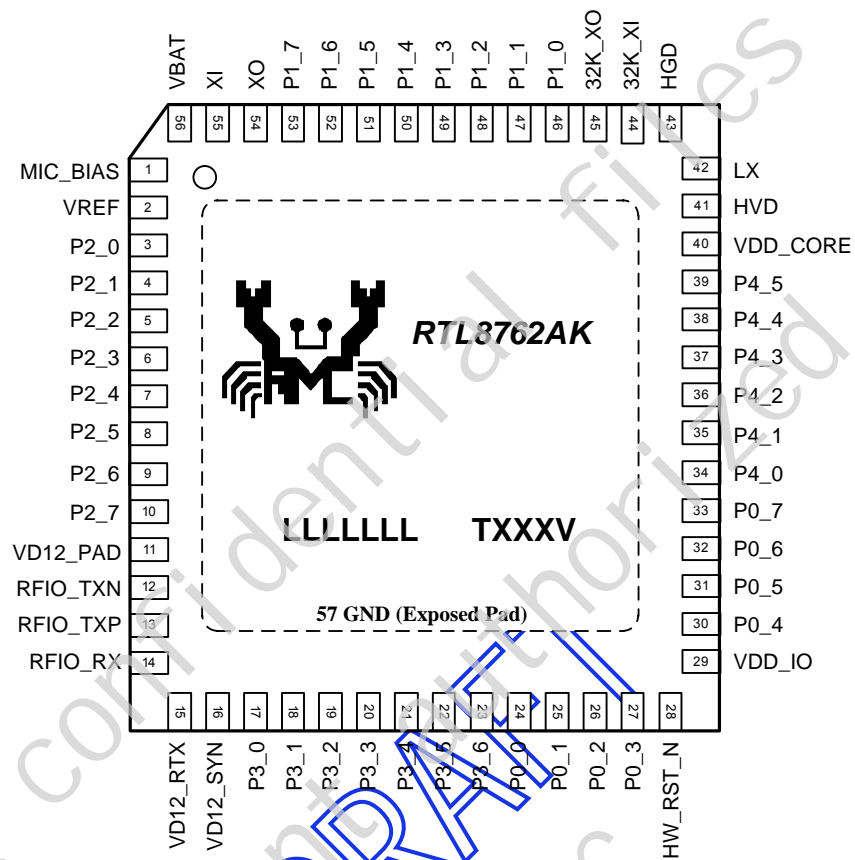 VBAT
XI
XO
P1_7
P1_6
P1_5
P1_4
P1_3
P1_2
P1_1
P1_0
32K_XO
32K_XI
HGD
56
55
54
53
52
51
50
49
48
47
46
45
44
43
MIC_BIAS 1
VREF 2
P2_0 3
P2_1 4
P2_2 5
P2_3 6
P2_4 7
P2_5 8
P2_6 9
P2_7 10
VD12_PAD 11
RFIO_TXN 12
RFIO_TXP 13
RFIO_RX 14
42 LX
41 HVD
40 VDD_CORE
39 P4_5
38 P4_4
37 P4_3
36 P4_2
35 P4_1
34 P4_0
33 P0_7
32 P0_6
31 P0_5
30 P0_4
29 VDD_IO
RTL8762AK
LLLLLLL TXXXV
57 GND (Exposed Pad)
15
16
17
18
19
20
21
22
23
24
25
26
27
28
VD12_RTX
VD12_SYN
P3_0
P3_1
P3_2
P3_3
P3_4
P3_5
P3_6
P0_0
P0_1
P0_2
P0_3
HW_RST_N
confidential files
authorized
DRAFT